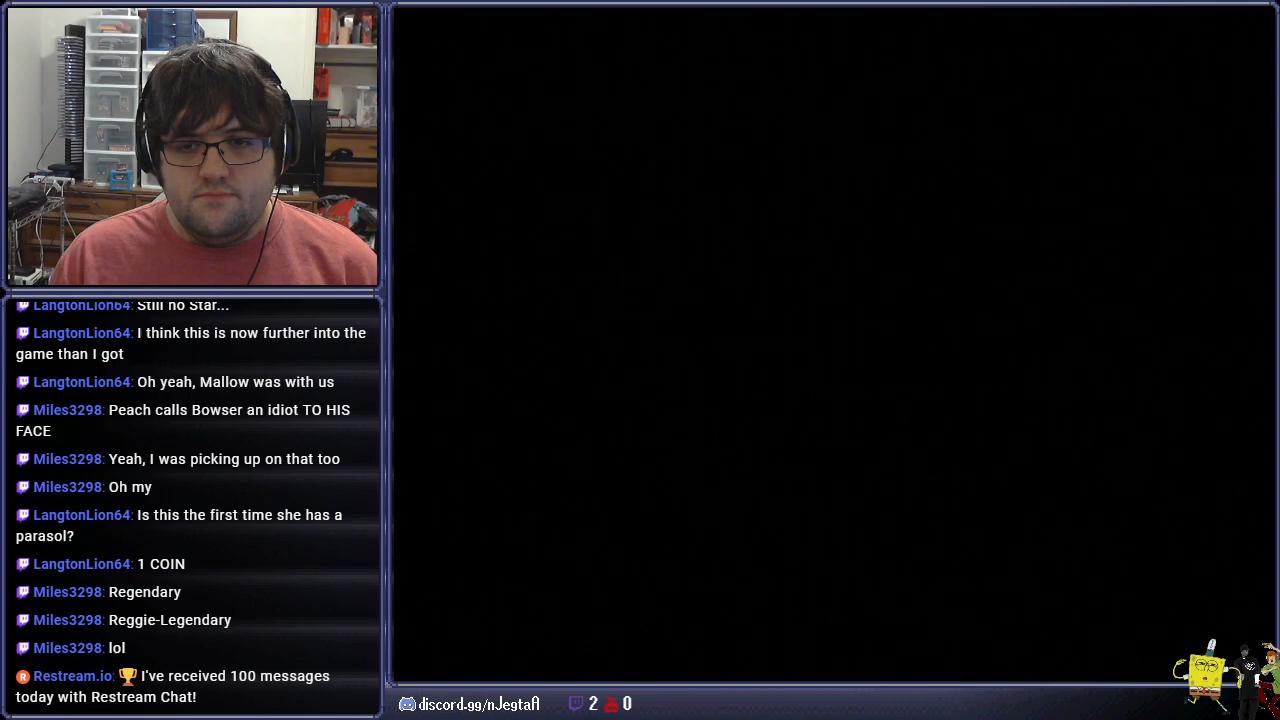 LangtonLion64: Still no Star...
LangtonLion64: I think this is now further into the
game than I got
LangtonLion64: Oh yeah, Mallow was with us
Miles3298: Peach calls Bowser an idiot TO HIS
FACE
Miles3298: Yeah, I was picking up on that too
Miles3298: Oh my
LangtonLion64: Is this the first time she has a
parasol?
LangtonLion64: 1 COIN
Miles3298: Regendary
Miles3298: Reggie-Legendary
Miles3298: lol
R Restream.io: 🏆 I've received 100 messages
today with Restream Chat!
2 0